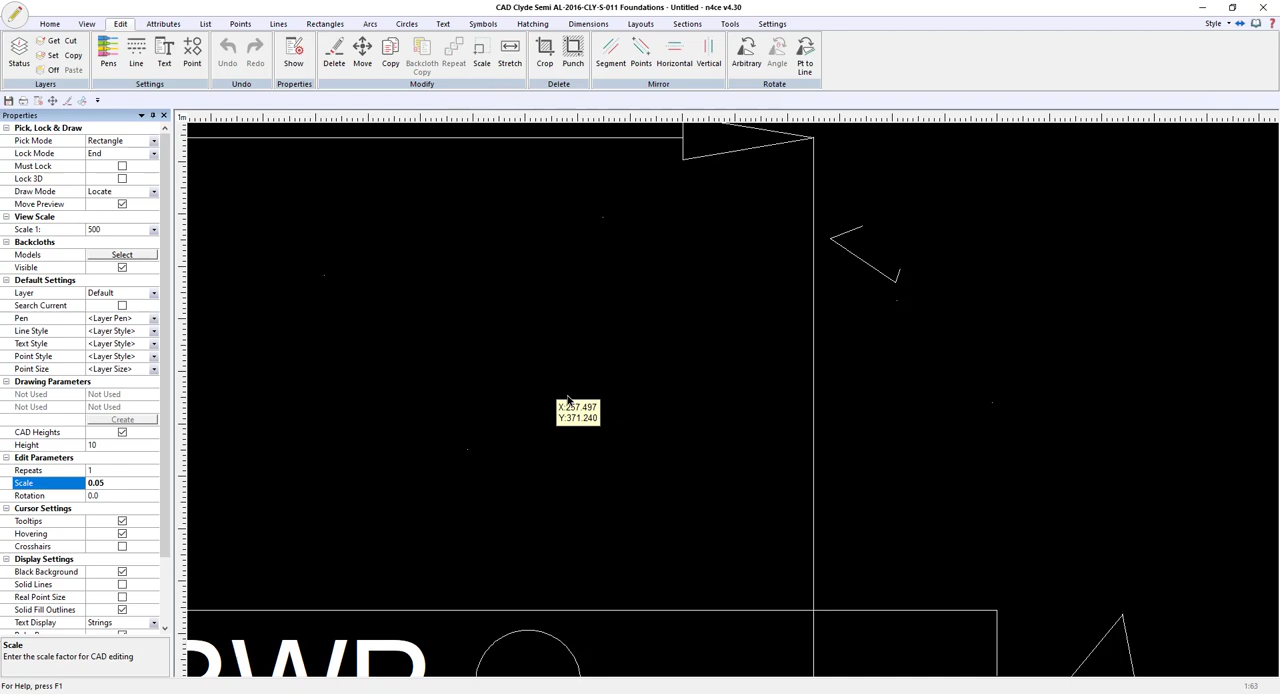 CAD Clyde Semi AL-2016-CLY-S-011 Foundations - Untitled - n4ce v4.30
Home View Edit Attributes List Points Lines Rectangles Arcs Circles Text Symbols Hatching Dimensions Layouts Sections Tools Settings Style ?
Status Get Cut Set Copy Off Paste
Pens Line Text Point Undo Redo Show Delete Move Copy Backcloth Copy Repeat Scale Stretch Crop Punch Segment Points Horizontal Vertical Arbitrary Angle Pt to Line
Layers Settings Undo Properties Modify Delete Mirror Rotate
Properties
1m
Pick, Lock & Draw
Pick Mode Rectangle
Lock Mode End
Must Lock
Lock 3D
Draw Mode Locate
Move Preview
View Scale
Scale 1: 500
Backcloths
Models Select
Visible
Default Settings
Layer Default
Search Current
Pen <Layer Pen>
Line Style <Layer Style>
Text Style <Layer Style>
Point Style <Layer Style>
Point Size <Layer Size>
Drawing Parameters
Not Used Not Used
Not Used Not Used
Create
CAD Heights
Height 10
Edit Parameters
Repeats 1
Scale 0.05
Rotation 0.0
Cursor Settings
Tooltips
Hovering
Crosshairs
Display Settings
Black Background
Solid Lines
Real Point Size
Solid Fill Outlines
Text Display Strings
X:257.497
Y:371.240
RWP
Scale
Enter the scale factor for CAD editing
For Help, press F1
1:63